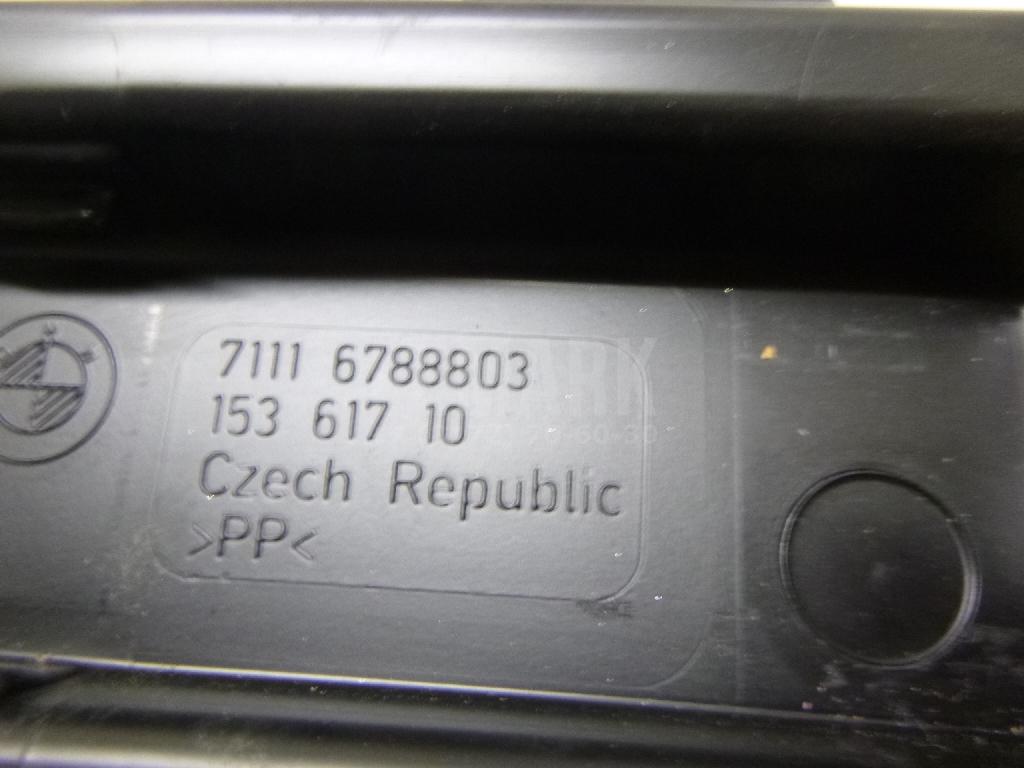 7111 6788803
153 617 10
Czech Republic
>PP<